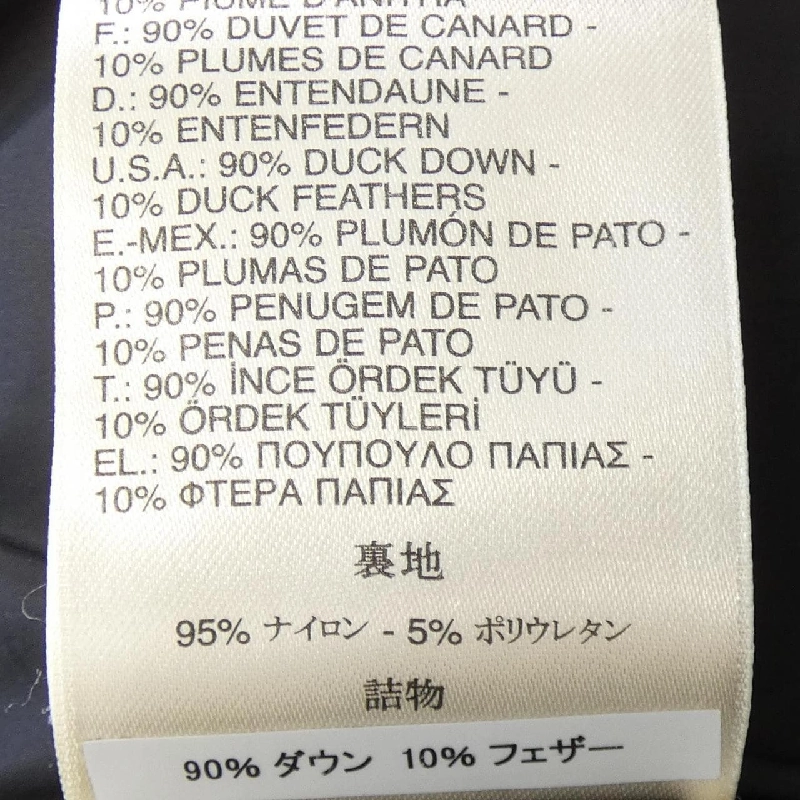 10% PIUME D'ANITRA
F.: 90% DUVET DE CANARD -
10% PLUMES DE CANARD
D.: 90% ENTENDAUNE -
10% ENTENFEDERN
U.S.A.: 90% DUCK DOWN -
10% DUCK FEATHERS
E.-MEX.: 90% PLUMÓN DE PATO -
10% PLUMAS DE PATO
P.: 90% PENUGEM DE PATO -
10% PENAS DE PATO
T.: 90% İNCE ÖRDEK TÜYÜ -
10% ÖRDEK TÜYLERİ
EL.: 90% ΠΟΥΠΟΥΛΟ ΠΑΠΙΑΣ -
10% ΦΤΕΡΑ ΠΑΠΙΑΣ
裏地
95% ナイロン - 5% ポリウレタン
詰物
90% ダウン 10% フェザー